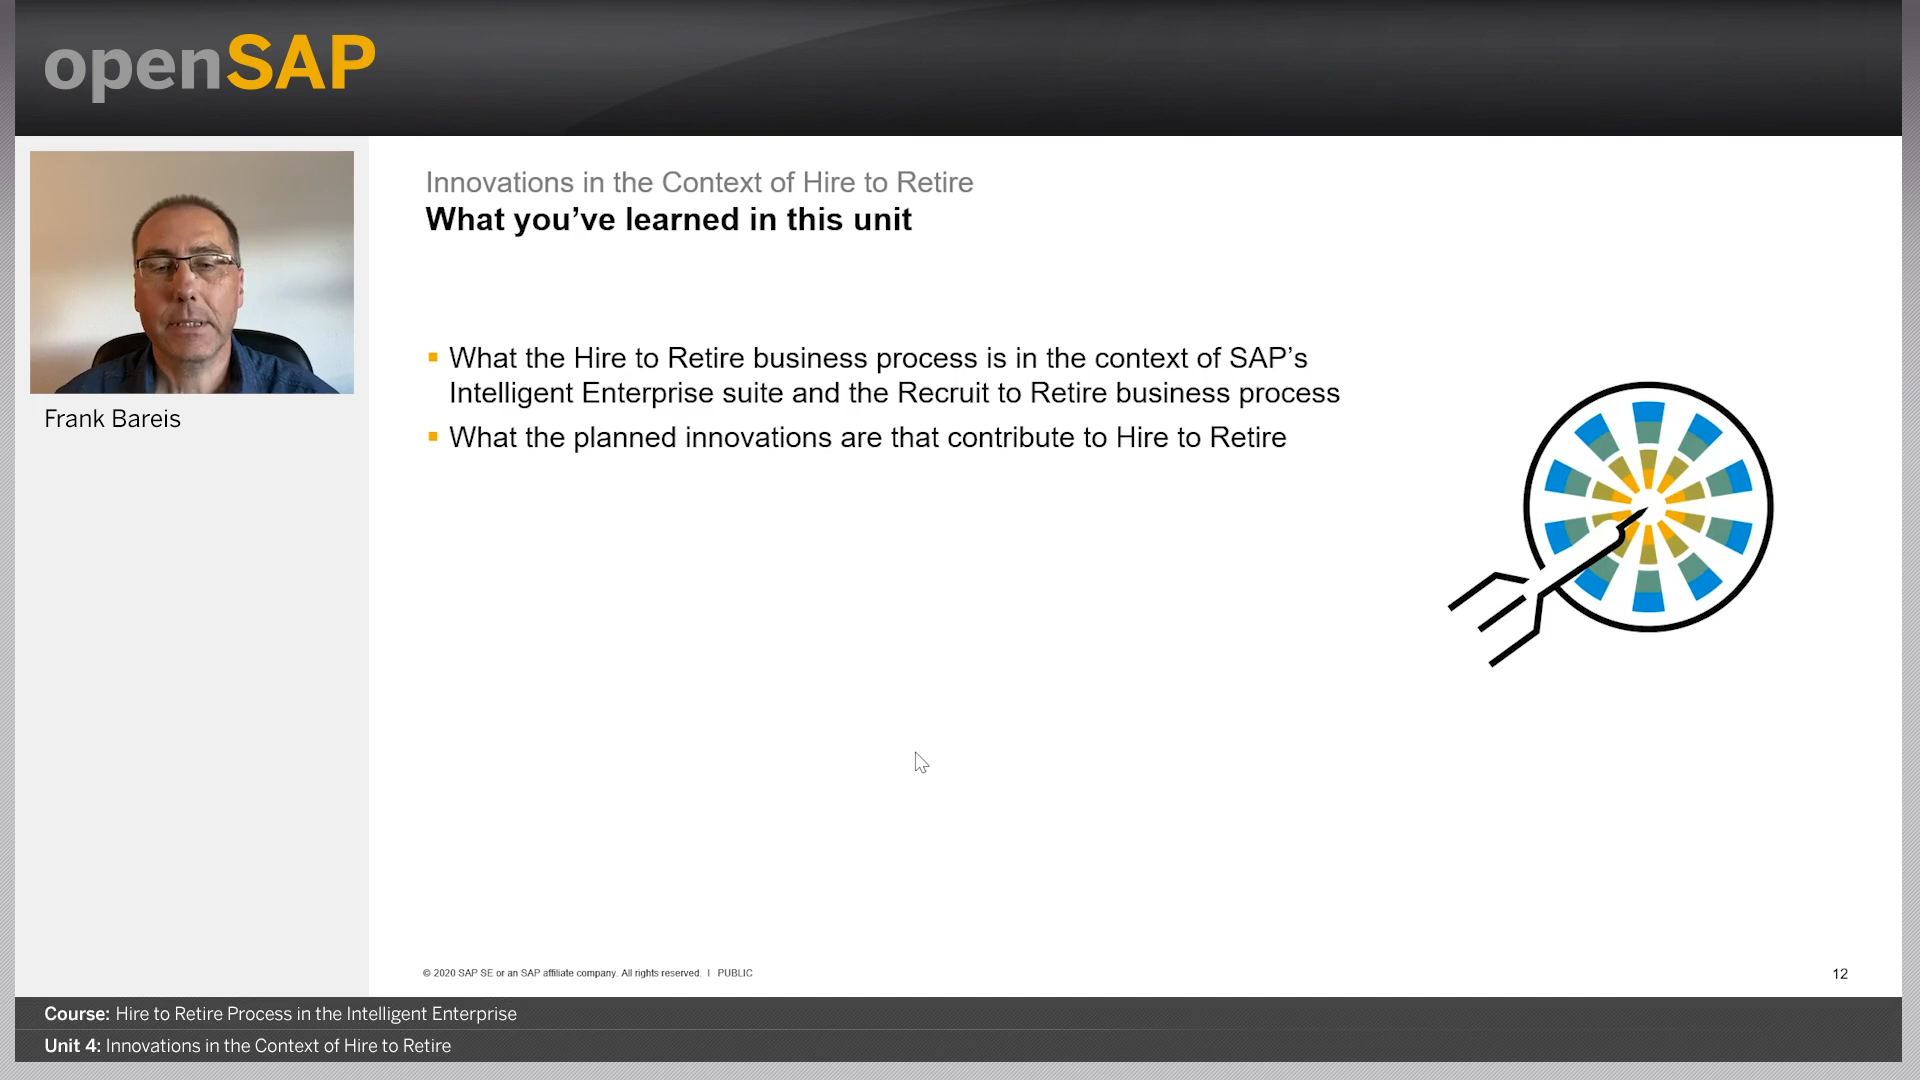 openSAP
Frank Bareis
Innovations in the Context of Hire to Retire
What you’ve learned in this unit
What the Hire to Retire business process is in the context of SAP’s
Intelligent Enterprise suite and the Recruit to Retire business process
What the planned innovations are that contribute to Hire to Retire
© 2020 SAP SE or an SAP affiliate company. All rights reserved. I PUBLIC
12
Course: Hire to Retire Process in the Intelligent Enterprise
Unit 4: Innovations in the Context of Hire to Retire